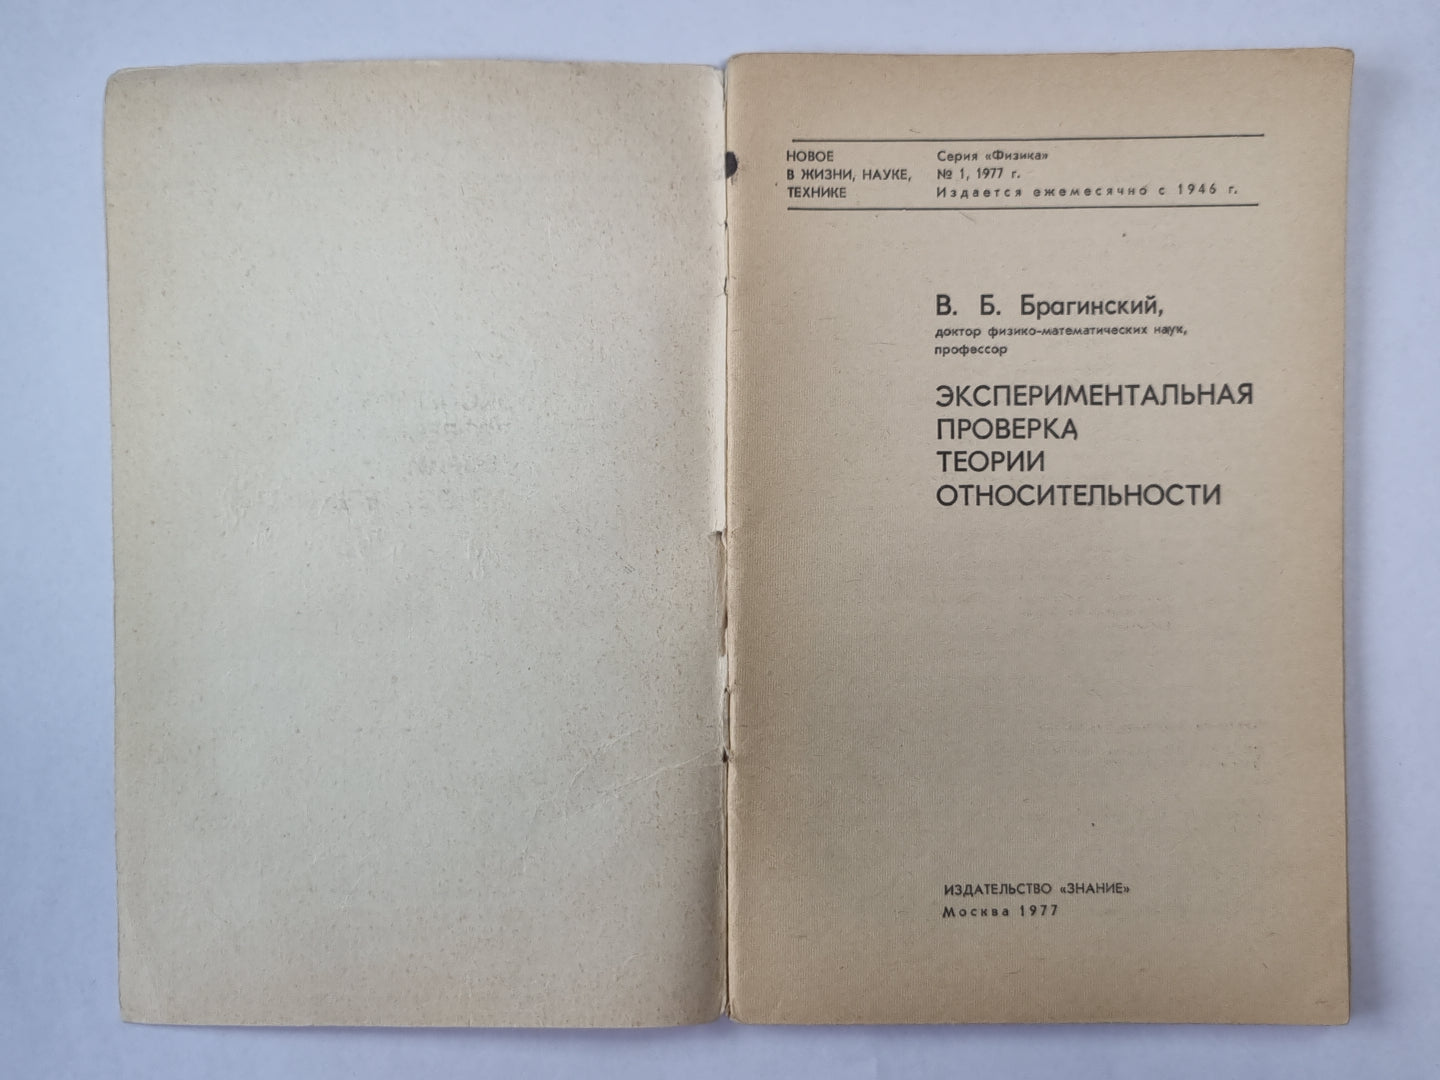 НОВОЕ
В ЖИЗНИ, НАУКЕ,
ТЕХНИКЕ
Серия «Физика»
№ 1, 1977 г.
Издается ежемесячно с 1946 г.
В. Б. Брагинский,
доктор физико-математических наук,
профессор
ЭКСПЕРИМЕНТАЛЬНАЯ
ПРОВЕРКА
ТЕОРИИ
ОТНОСИТЕЛЬНОСТИ
ИЗДАТЕЛЬСТВО «ЗНАНИЕ»
Москва 1977